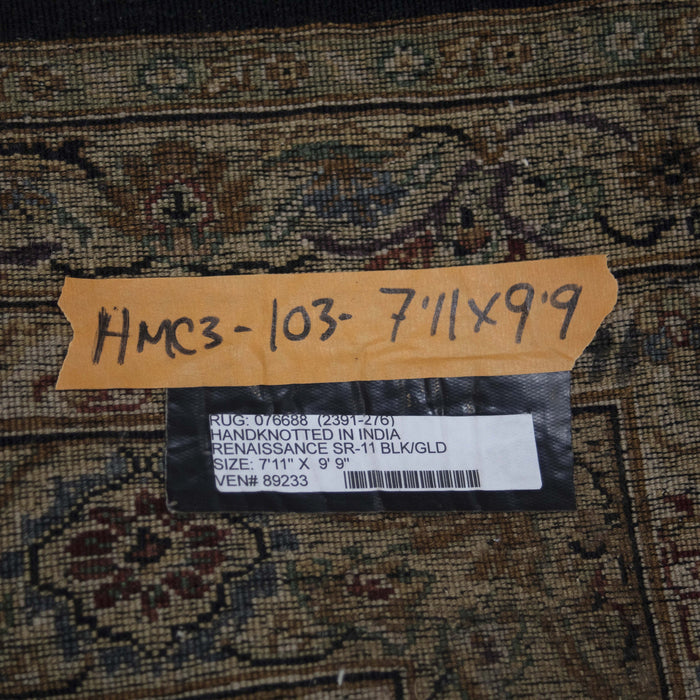 HMC3-103-7'11X9'9
RUG: 076688 (2391-276)
HANDKNOTTED IN INDIA
RENAISSANCE SR-11 BLK/GLD
SIZE: 7'11" X 9' 9"
VEN# 89233